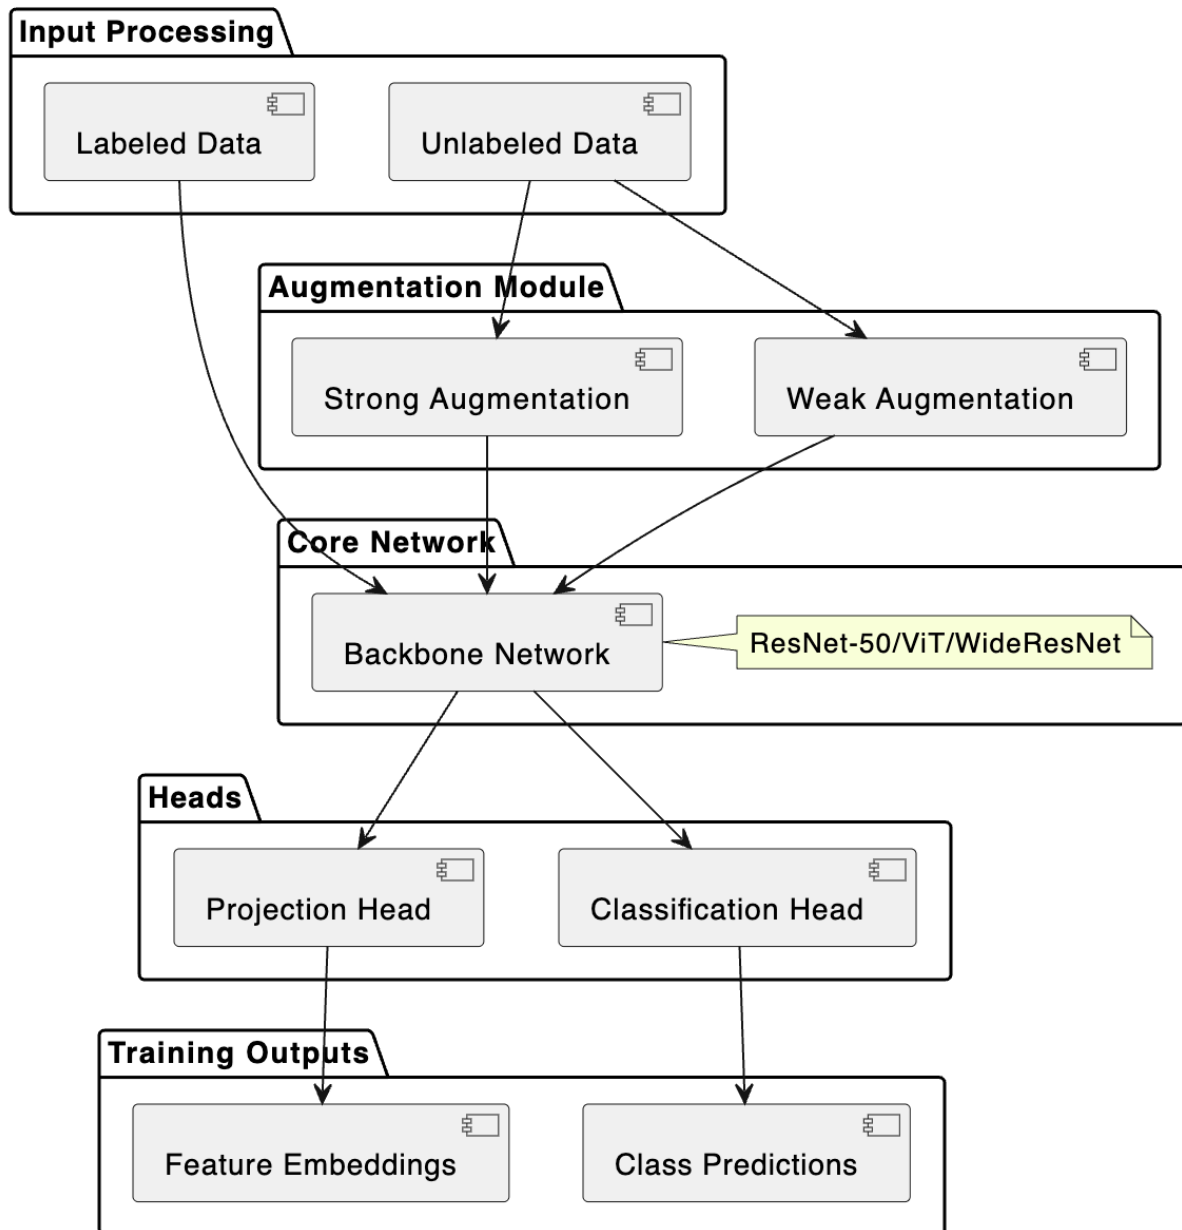 Input Processing
Labeled Data
Unlabeled Data
Augmentation Module
Strong Augmentation
Weak Augmentation
Core Network
Backbone Network
ResNet-50/ViT/WideResNet
Heads
Projection Head
Classification Head
Training Outputs
Feature Embeddings
Class Predictions